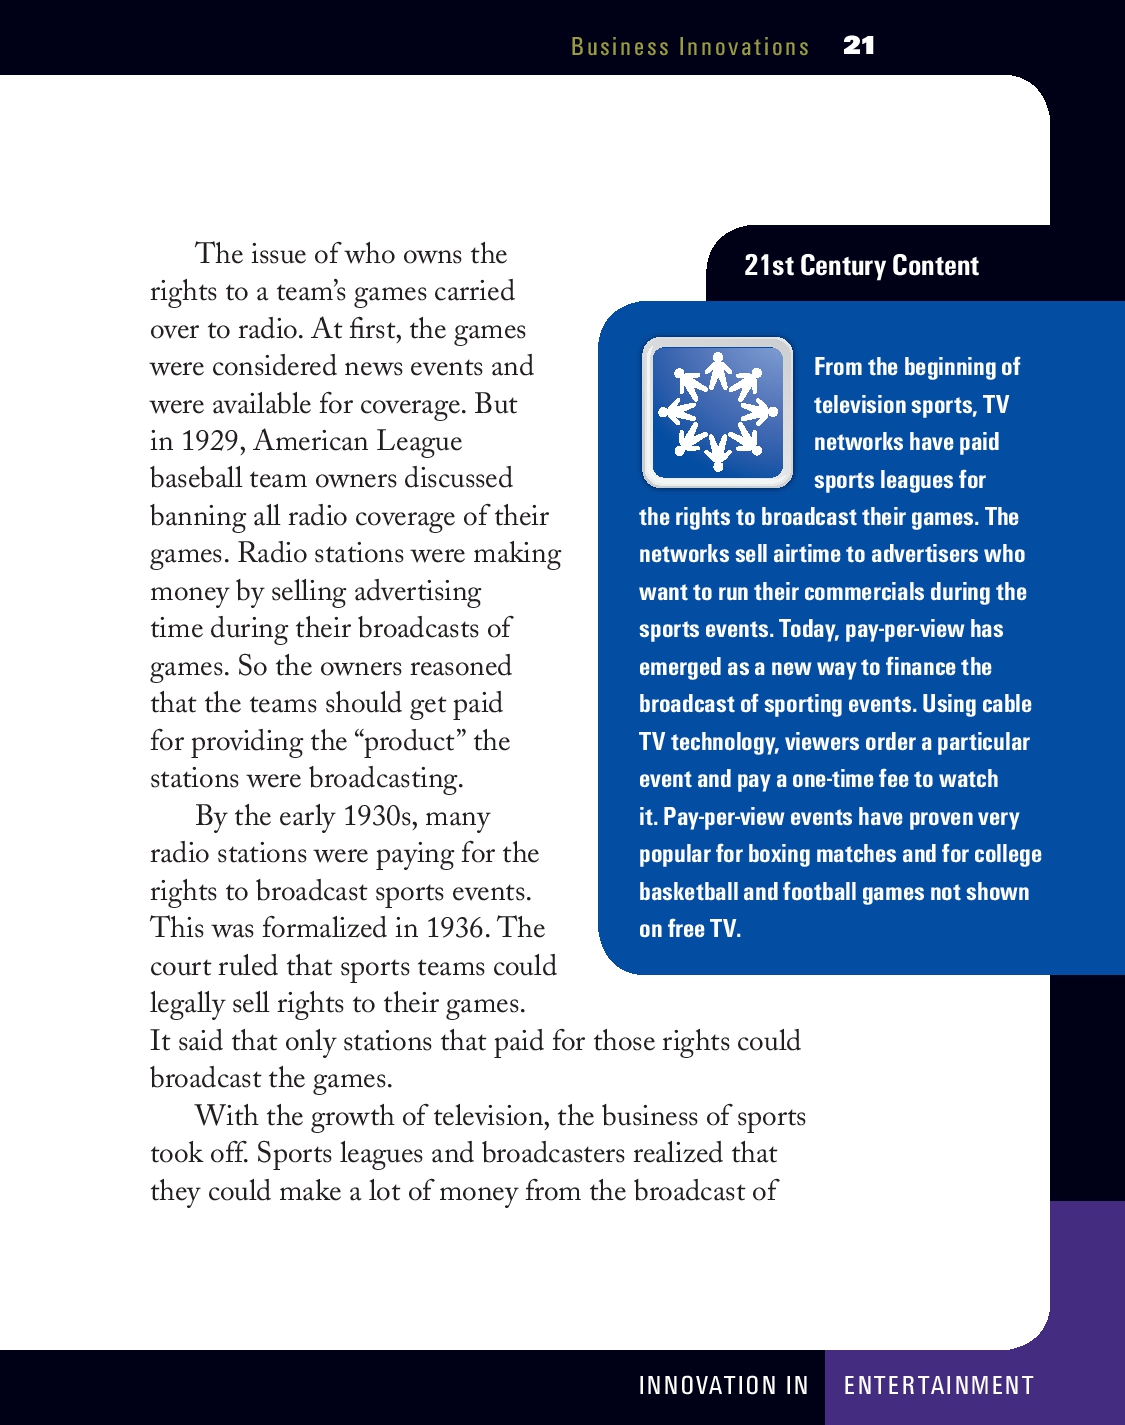 Business Innovations 21
The issue of who owns the
rights to a team’s games carried
over to radio. At first, the games
were considered news events and
were available for coverage. But
in 1929, American League
baseball team owners discussed
banning all radio coverage of their
games. Radio stations were making
money by selling advertising
time during their broadcasts of
games. So the owners reasoned
that the teams should get paid
for providing the “product” the
stations were broadcasting.
By the early 1930s, many
radio stations were paying for the
rights to broadcast sports events.
This was formalized in 1936. The
court ruled that sports teams could
legally sell rights to their games.
It said that only stations that paid for those rights could
broadcast the games.
With the growth of television, the business of sports
took off. Sports leagues and broadcasters realized that
they could make a lot of money from the broadcast of
21st Century Content
From the beginning of
television sports, TV
networks have paid
sports leagues for
the rights to broadcast their games. The
networks sell airtime to advertisers who
want to run their commercials during the
sports events. Today, pay-per-view has
emerged as a new way to finance the
broadcast of sporting events. Using cable
TV technology, viewers order a particular
event and pay a one-time fee to watch
it. Pay-per-view events have proven very
popular for boxing matches and for college
basketball and football games not shown
on free TV.
INNOVATION IN ENTERTAINMENT